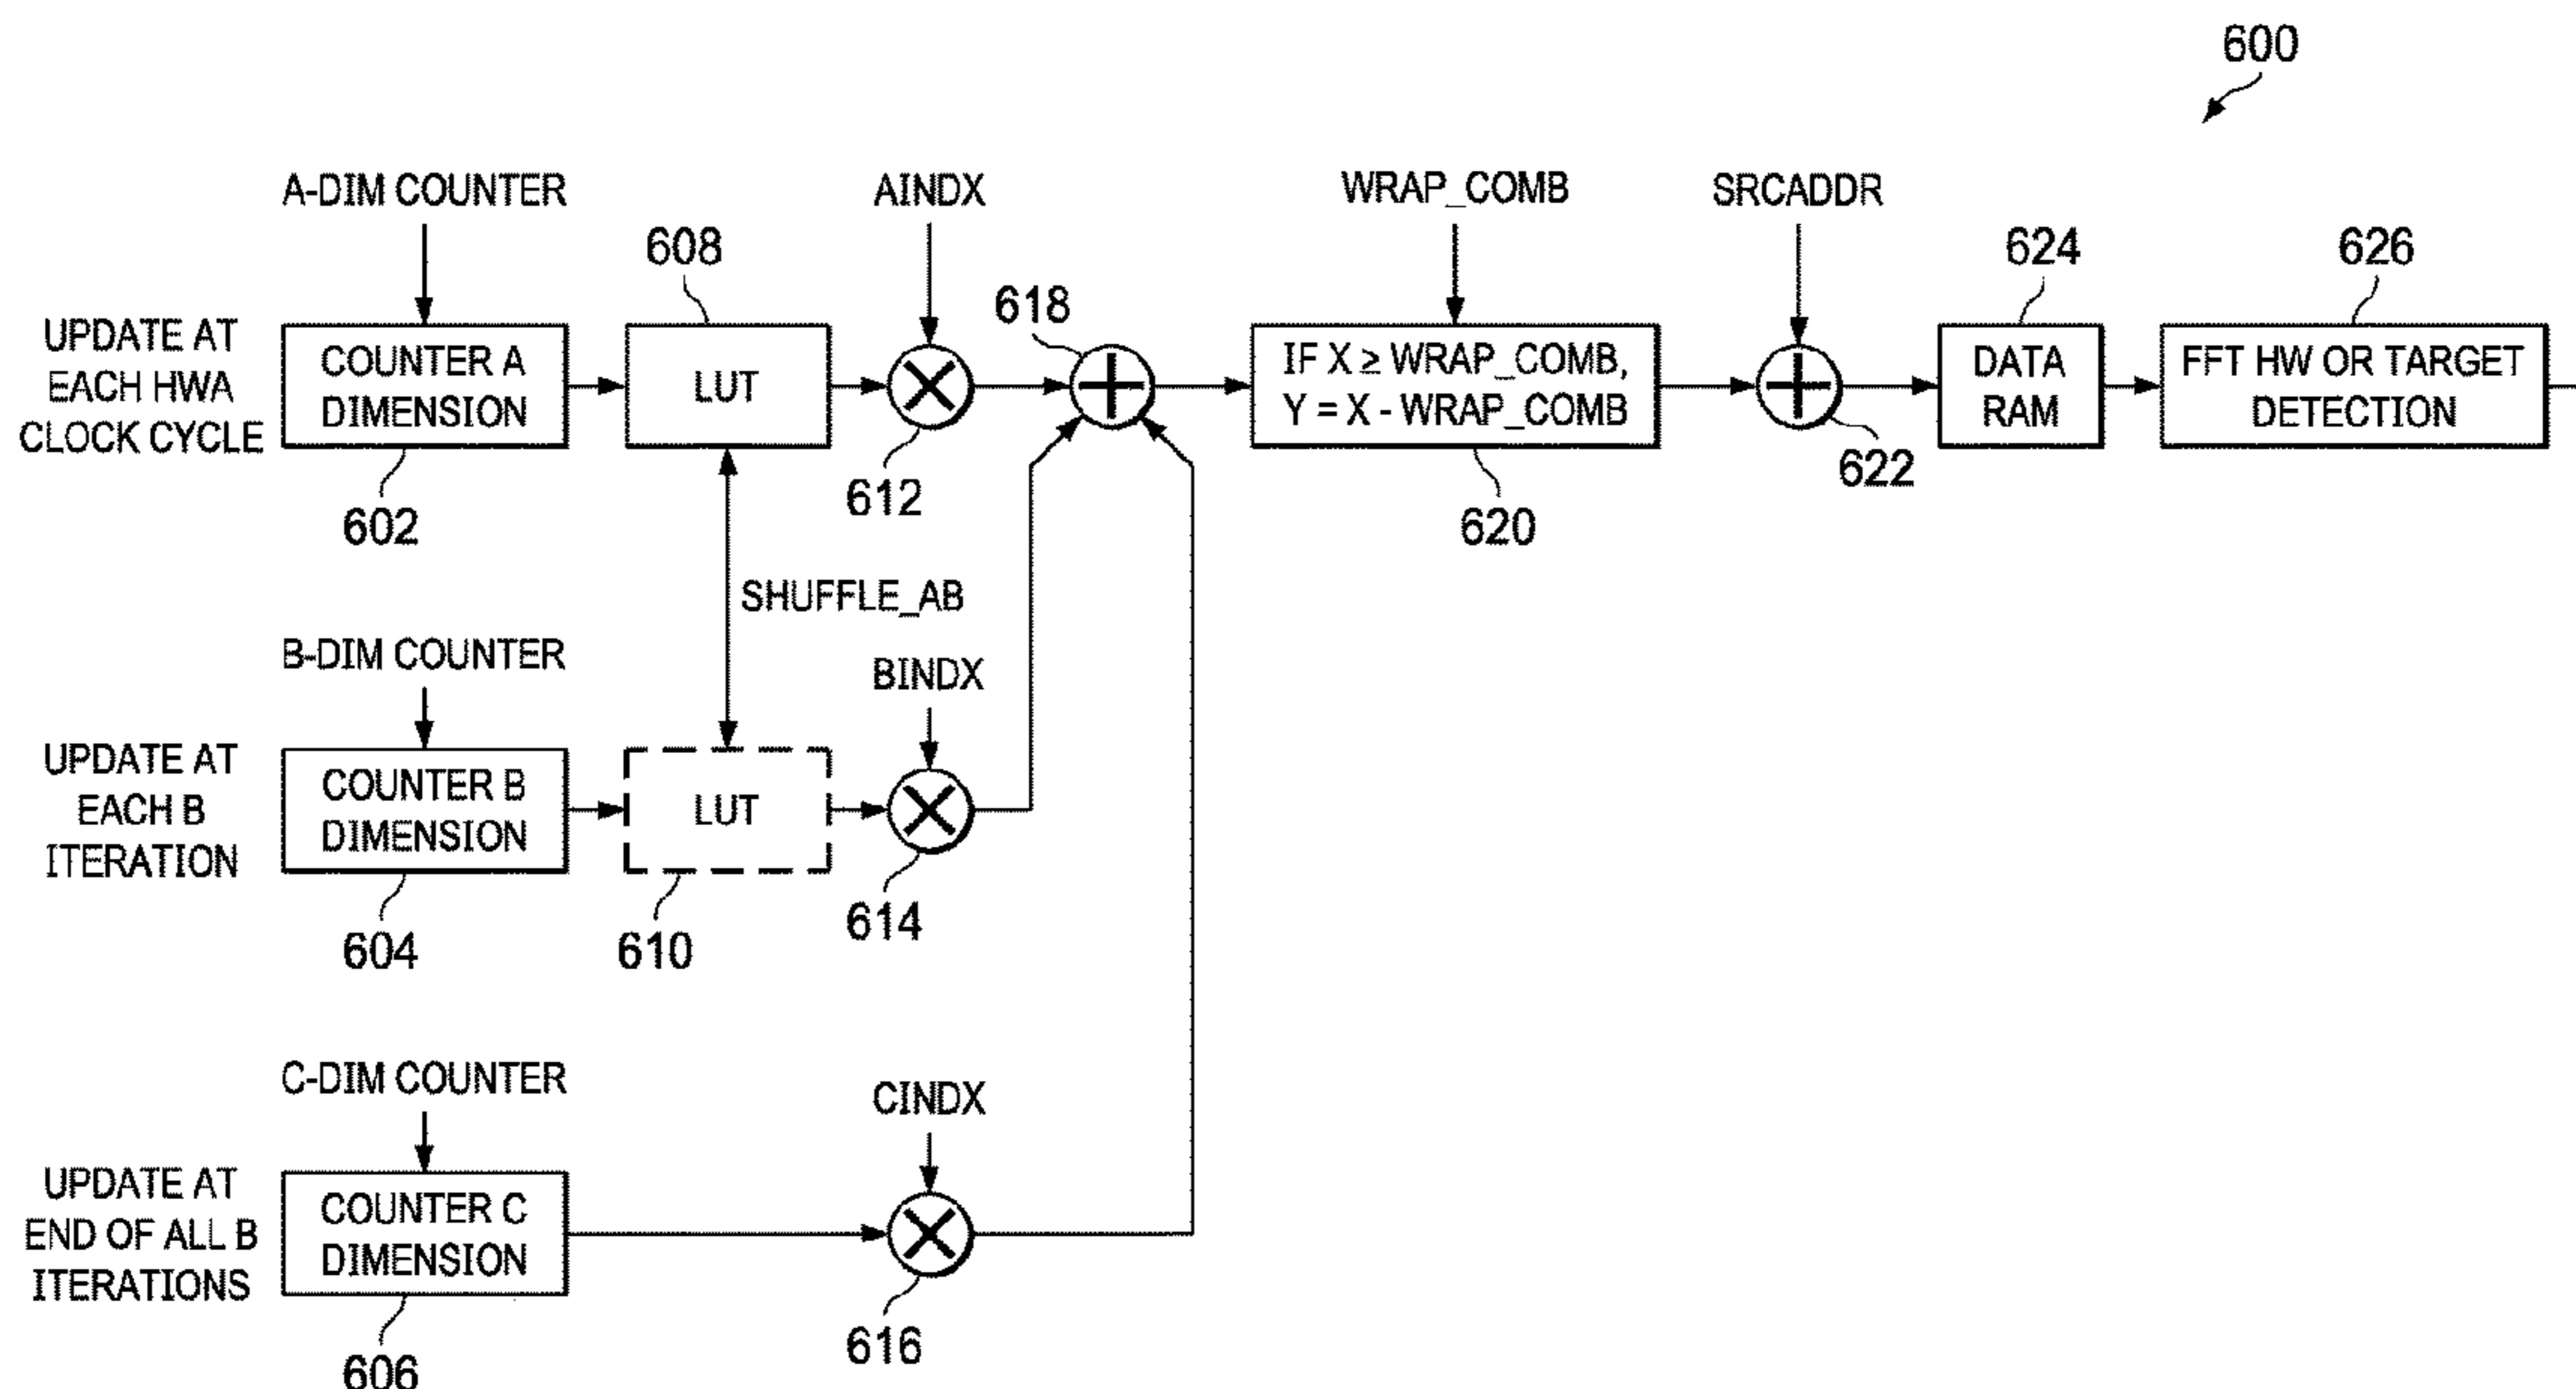 600
A-DIM COUNTER
AINDX
WRAP_COMB
SRCADDR
608
618
624
626
UPDATE AT
EACH HWA
CLOCK CYCLE
COUNTER A
DIMENSION
LUT
IF X ≥ WRAP_COMB,
Y = X - WRAP_COMB
DATA
RAM
FFT HW OR TARGET
DETECTION
602
612
620
622
SHUFFLE_AB
B-DIM COUNTER
BINDX
UPDATE AT
EACH B
ITERATION
COUNTER B
DIMENSION
LUT
604
610
614
C-DIM COUNTER
CINDX
UPDATE AT
END OF ALL B
ITERATIONS
COUNTER C
DIMENSION
606
616